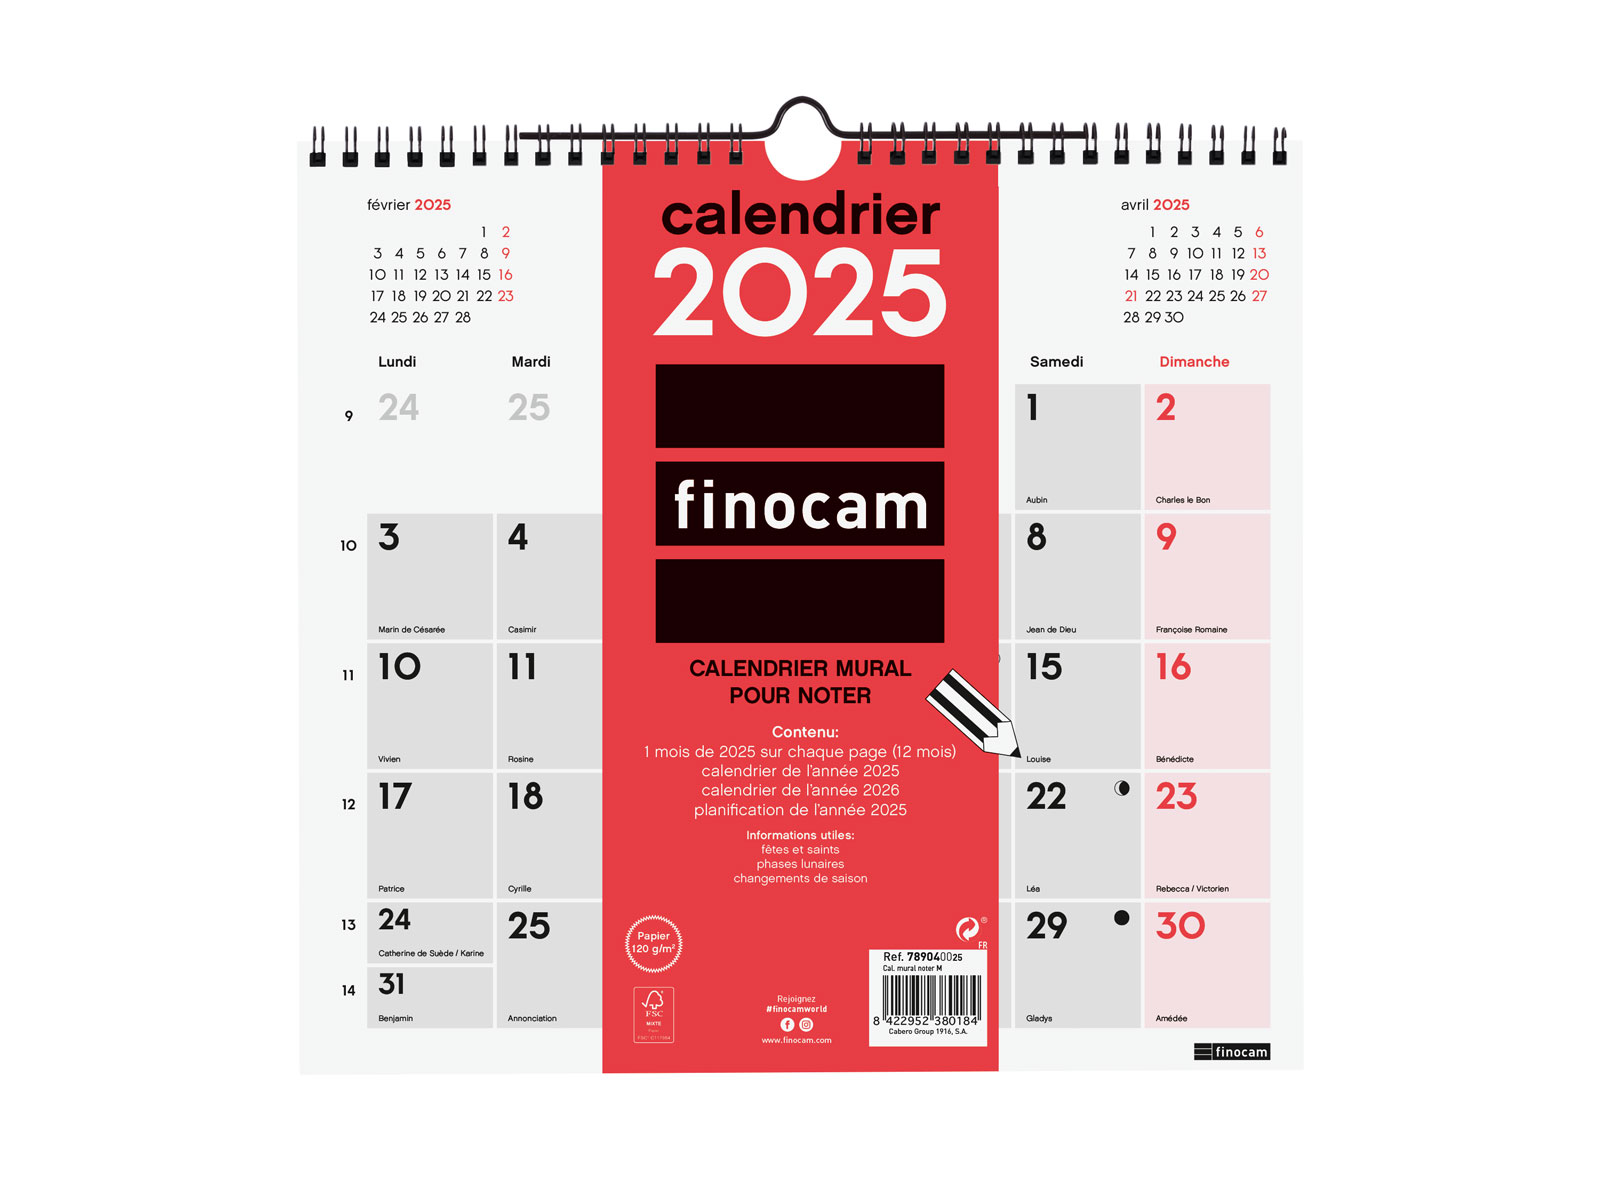 février 2025
1 2
3 4 5 6 7 8 9
10 11 12 13 14 15 16
17 18 19 20 21 22 23
24 25 26 27 28
calendrier
2025
avril 2025
1 2 3 4 5 6
7 8 9 10 11 12 13
14 15 16 17 18 19 20
21 22 23 24 25 26 27
28 29 30
Lundi Mardi Samedi Dimanche
9 24 25 1 2
Aubin Charles le Bon
finocam
10 3 4 8 9
Marin de Césarée Casimir Jean de Dieu Françoise Romaine
11 10 11 15 16
Vivien Rosine Louise Bénédicte
CALENDRIER MURAL
POUR NOTER
Contenu:
1 mois de 2025 sur chaque page (12 mois)
calendrier de l'année 2025
calendrier de l'année 2026
planification de l'année 2025
Informations utiles:
fêtes et saints
phases lunaires
changements de saison
12 17 18 22 23
Patrice Cyrille Léa Rebecca / Victorien
13 24 25 29 30
Catherine de Suède / Karine
14 31
Benjamin Annonciation Gladys Amédée
Papier
120 g/m²
FSC
MIXTE
Rejoignez
#finocamworld
www.finocam.com
®
FR
Ref. 789040025
Cal. mural noter M
8 422952 380184
Cabero Group 1916, S.A.
finocam